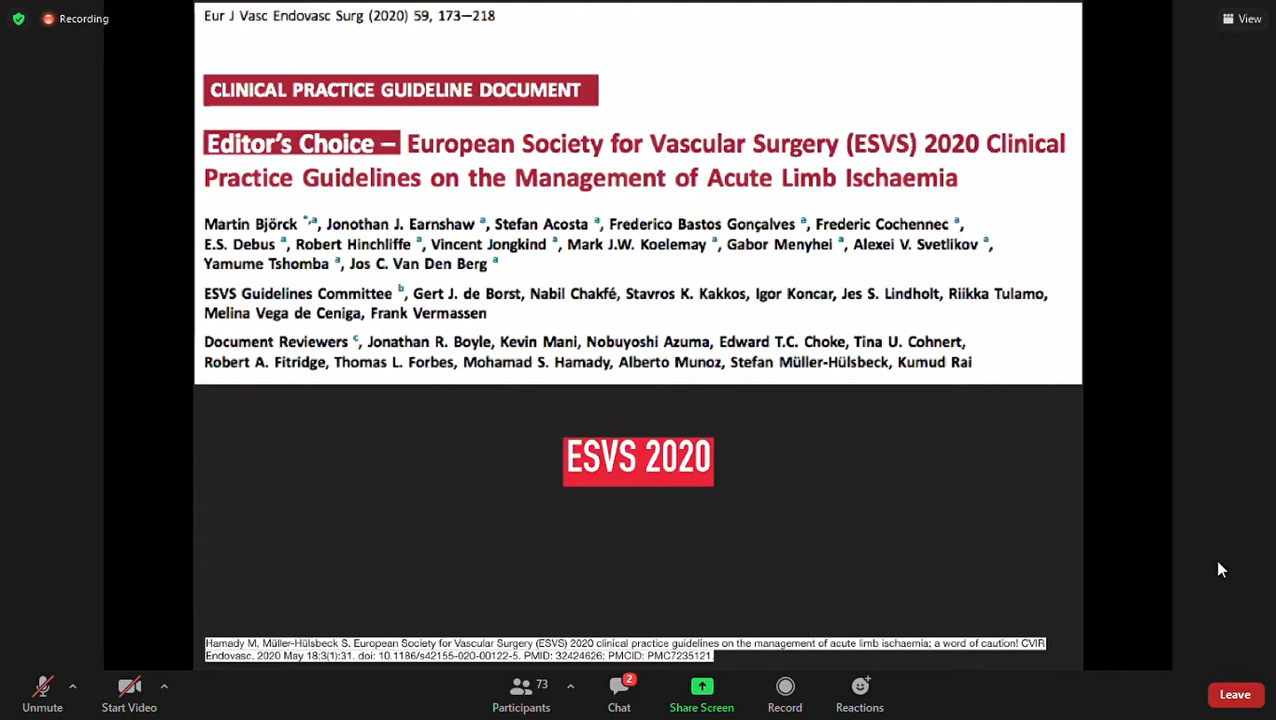 Recording
View
Eur J Vasc Endovasc Surg (2020) 59, 173–218
CLINICAL PRACTICE GUIDELINE DOCUMENT
Editor's Choice – European Society for Vascular Surgery (ESVS) 2020 Clinical
Practice Guidelines on the Management of Acute Limb Ischaemia
Martin Björck *,a, Jonothan J. Earnshaw a, Stefan Acosta a, Frederico Bastos Gonçalves a, Frederic Cochennec a,
E.S. Debus a, Robert Hinchliffe a, Vincent Jongkind a, Mark J.W. Koelemay a, Gabor Menyhei a, Alexei V. Svetlikov a,
Yamume Tshomba a, Jos C. Van Den Berg a
ESVS Guidelines Committee b, Gert J. de Borst, Nabil Chakfé, Stavros K. Kakkos, Igor Koncar, Jes S. Lindholt, Riikka Tulamo,
Melina Vega de Ceniga, Frank Vermassen
Document Reviewers c, Jonathan R. Boyle, Kevin Mani, Nobuyoshi Azuma, Edward T.C. Choke, Tina U. Cohnert,
Robert A. Fitridge, Thomas L. Forbes, Mohamad S. Hamady, Alberto Munoz, Stefan Müller-Hülsbeck, Kumud Rai
ESVS 2020
Hamady M, Müller-Hülsbeck S. European Society for Vascular Surgery (ESVS) 2020 clinical practice guidelines on the management of acute limb ischaemia; a word of caution! CVIR
Endovasc. 2020 May 18;3(1):31. doi: 10.1186/s42155-020-00122-5. PMID: 32424626; PMCID: PMC7235121.
Unmute
Start Video
73
Participants
2
Chat
Share Screen
Record
Reactions
Leave